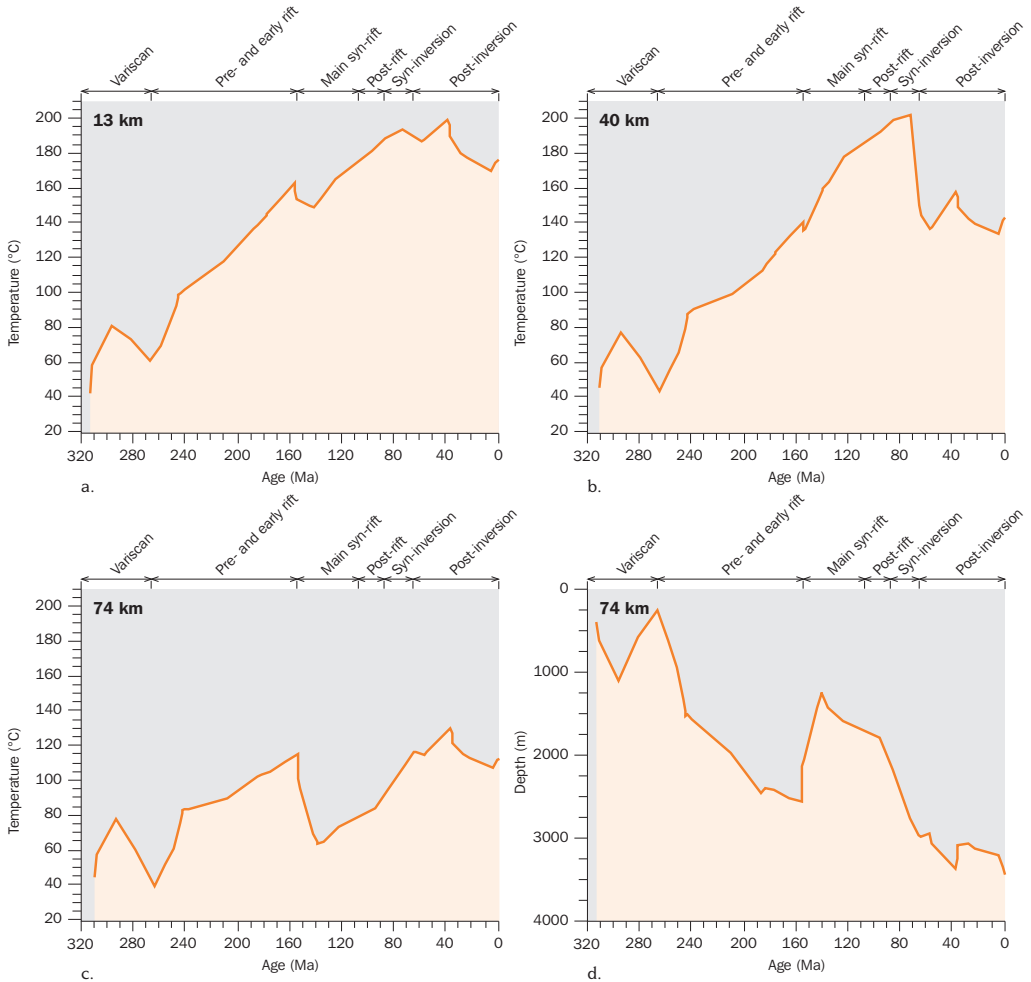 Variscan
Pre- and early rift
Main syn-rift
Post-rift
Syn-inversion
Post-inversion
13 km
Temperature (°C)
200
180
160
140
120
100
80
60
40
20
320 280 240 200 160 120 80 40 0
Age (Ma)
a.
Variscan
Pre- and early rift
Main syn-rift
Post-rift
Syn-inversion
Post-inversion
40 km
Temperature (°C)
200
180
160
140
120
100
80
60
40
20
320 280 240 200 160 120 80 40 0
Age (Ma)
b.
Variscan
Pre- and early rift
Main syn-rift
Post-rift
Syn-inversion
Post-inversion
74 km
Temperature (°C)
200
180
160
140
120
100
80
60
40
20
320 280 240 200 160 120 80 40 0
Age (Ma)
c.
Variscan
Pre- and early rift
Main syn-rift
Post-rift
Syn-inversion
Post-inversion
74 km
Depth (m)
0
1000
2000
3000
4000
320 280 240 200 160 120 80 40 0
Age (Ma)
d.